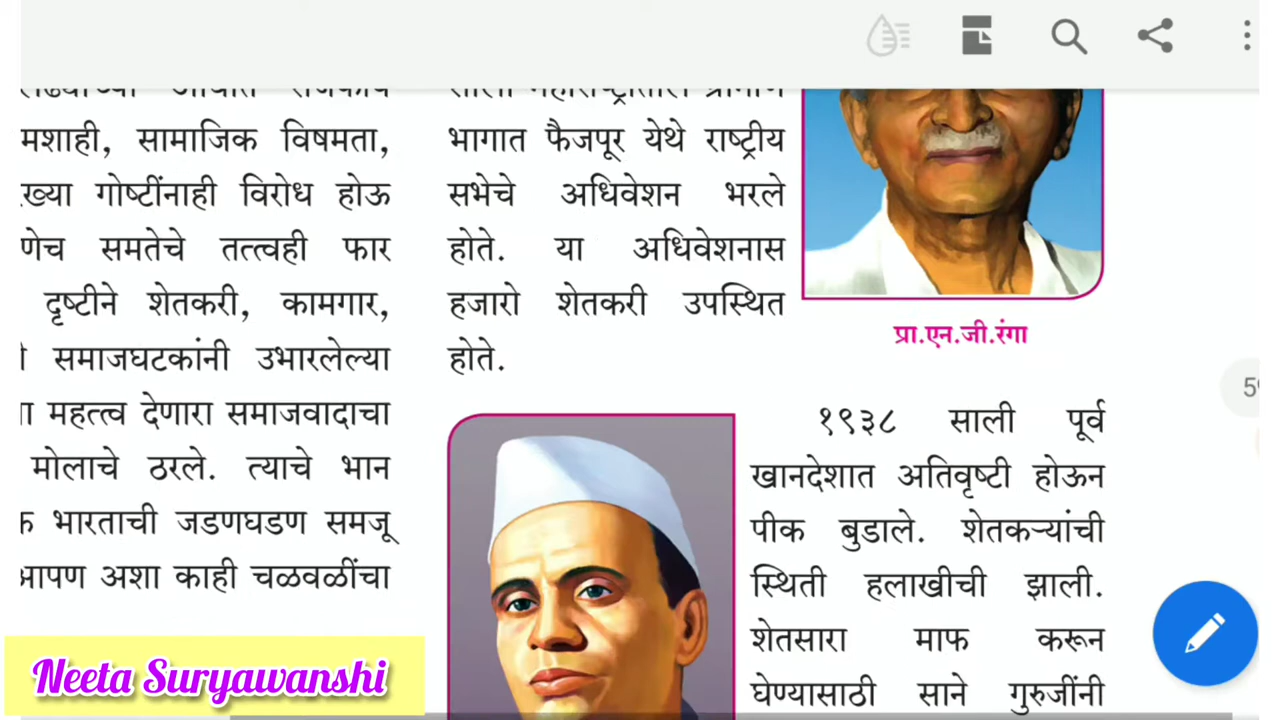 मशाही, सामाजिक विषमता,
गोष्टींनाही विरोध होऊ
समतेचे तत्त्वही फार
दृष्टीने शेतकरी, कामगार,
समाजघटकांनी उभारलेल्या
महत्त्व देणारा समाजवादाचा
मोलाचे ठरले. त्याचे भान
भारताची जडणघडण समजू
आपण अशा काही चळवळींचा
भागात फैजपूर येथे राष्ट्रीय
सभेचे अधिवेशन भरले
होते. या अधिवेशनास
हजारो शेतकरी उपस्थित
होते.
प्रा.एन.जी.रंगा
१९३८ साली पूर्व
खानदेशात अतिवृष्टी होऊन
पीक बुडाले. शेतकऱ्यांची
स्थिती हलाखीची झाली.
शेतसारा माफ करून
घेण्यासाठी साने गुरुजींनी
Neeta Suryawanshi